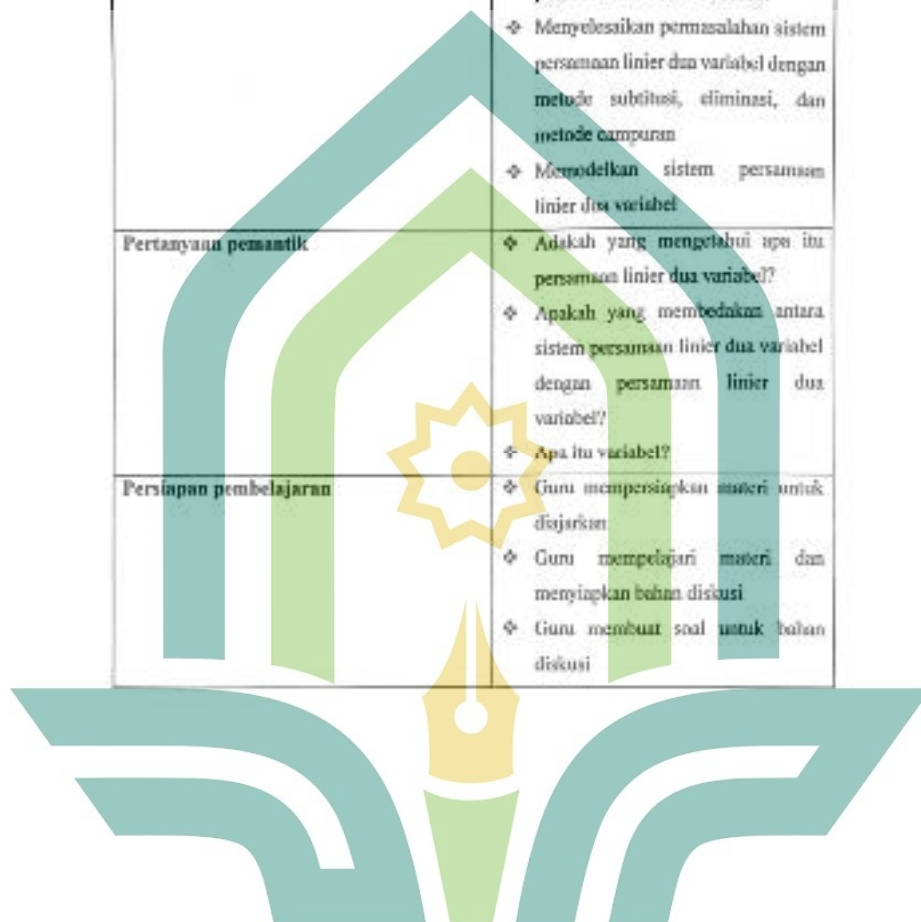 Menyelesaikan permasalahan sistem
persamaan linier dua variabel dengan
metode subtitusi, eliminasi, dan
metode campuran
Memodelkan sistem persamaan
linier dua variabel
Pertanyaan pemantik
Adakah yang mengetahui apa itu
persamaan linier dua variabel?
Apakah yang membedakan antara
sistem persamaan linier dua variabel
dengan persamaan linier dua
variabel?
Apa itu variabel?
Persiapan pembelajaran
Guru mempersiapkan materi untuk
diajarkan
Guru mempelajari materi dan
menyiapkan bahan diskusi
Guru membuat soal untuk bahan
diskusi